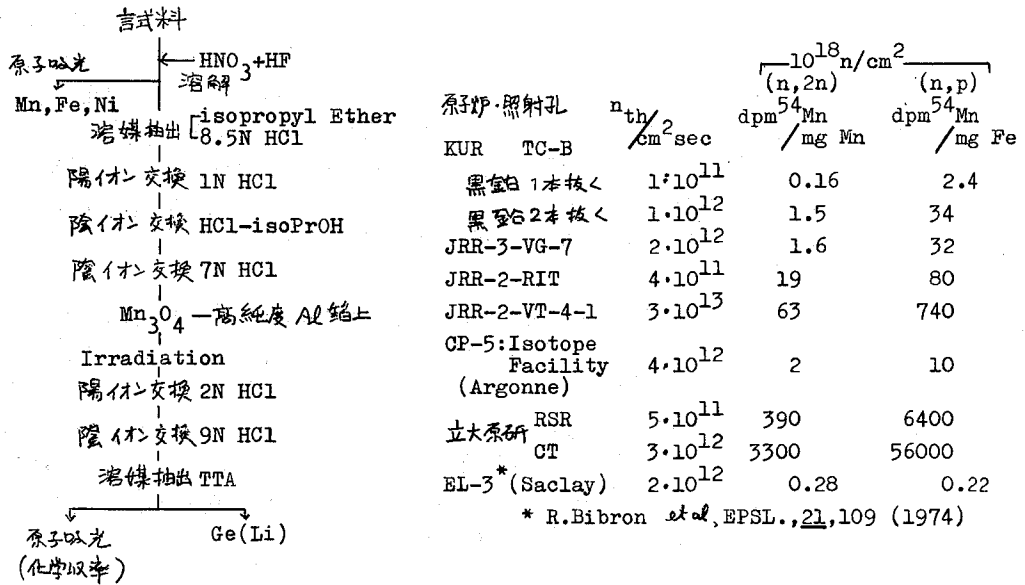 試料
HNO3+HF
溶解
原子吸光
Mn,Fe,Ni
溶媒抽出 [isopropyl Ether
8.5N HCl
陽イオン交換 1N HCl
陰イオン交換 HCl-isoPrOH
陰イオン交換 7N HCl
Mn3O4 — 高純度 Al 箔上
Irradiation
陽イオン交換 2N HCl
陰イオン交換 9N HCl
溶媒抽出 TTA
原子吸光
(化学収率)
Ge(Li)
10^18 n/cm^2
(n,2n) (n,p)
原子炉・照射孔 n_th/cm^2 sec dpm^54Mn/mg Mn dpm^54Mn/mg Fe
KUR TC-B
黒鉛1本抜く 1·10^11 0.16 2.4
黒鉛2本抜く 1·10^12 1.5 34
JRR-3-VG-7 2·10^12 1.6 32
JRR-2-RIT 4·10^11 19 80
JRR-2-VT-4-1 3·10^13 63 740
CP-5:Isotope
Facility 4·10^12 2 10
(Argonne)
立大原研 RSR 5·10^11 390 6400
CT 3·10^12 3300 56000
EL-3*(Saclay) 2·10^12 0.28 0.22
* R.Bibron et al, EPSL.,21,109 (1974)